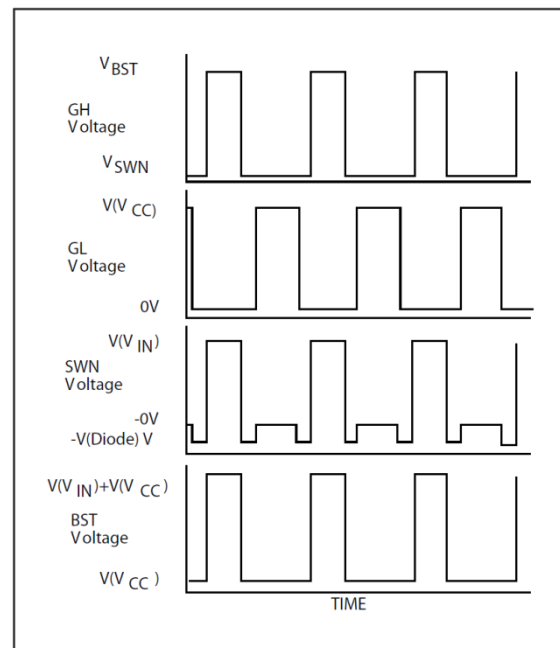 V BST
GH
Voltage
V SWN
V(V CC)
GL
Voltage
0V
V(V IN)
SWN
Voltage
-0V
-V(Diode) V
V(V IN)+V(V CC)
BST
Voltage
V(V CC)
TIME